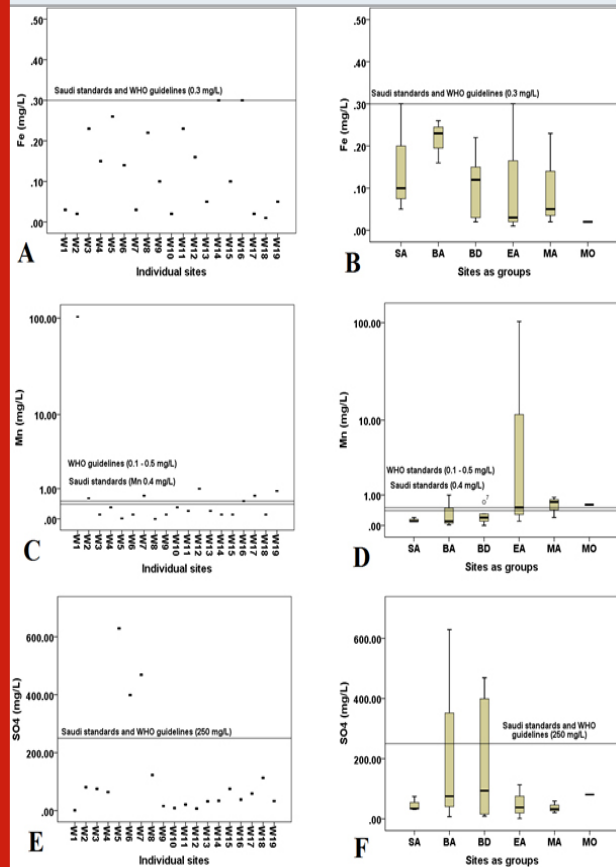 .50
.40
.30
.20
.10
.00
Fe (mg/L)
Saudi standards and WHO guidelines (0.3 mg/L)
W1 W2 W3 W4 W5 W6 W7 W8 W9 W10 W11 W12 W13 W14 W15 W16 W17 W18 W19
A
Individual sites
.50
.40
.30
.20
.10
.00
Fe (mg/L)
Saudi standards and WHO guidelines (0.3 mg/L)
SA BA BD EA MA MO
B
Sites as groups
100.00
10.00
1.00
.00
Mn (mg/L)
WHO guidelines (0.1 - 0.5 mg/L)
Saudi standards (Mn 0.4 mg/L)
W1 W2 W3 W4 W5 W6 W7 W8 W9 W10 W11 W12 W13 W14 W15 W16 W17 W18 W19
C
Individual sites
100.00
10.00
1.00
.00
Mn (mg/L)
WHO standards (0.1 - 0.5 mg/L)
Saudi standards (0.4 mg/L)
7
SA BA BD EA MA MO
D
Sites as groups
600.00
400.00
200.00
.00
SO4 (mg/L)
Saudi standards and WHO guidelines (250 mg/L)
W1 W2 W3 W4 W5 W6 W7 W8 W9 W10 W11 W12 W13 W14 W15 W16 W17 W18 W19
E
Individual sites
600.00
400.00
200.00
.00
SO4 (mg/L)
Saudi standards and WHO
guidelines (250 mg/L)
SA BA BD EA MA MO
F
Sites as groups